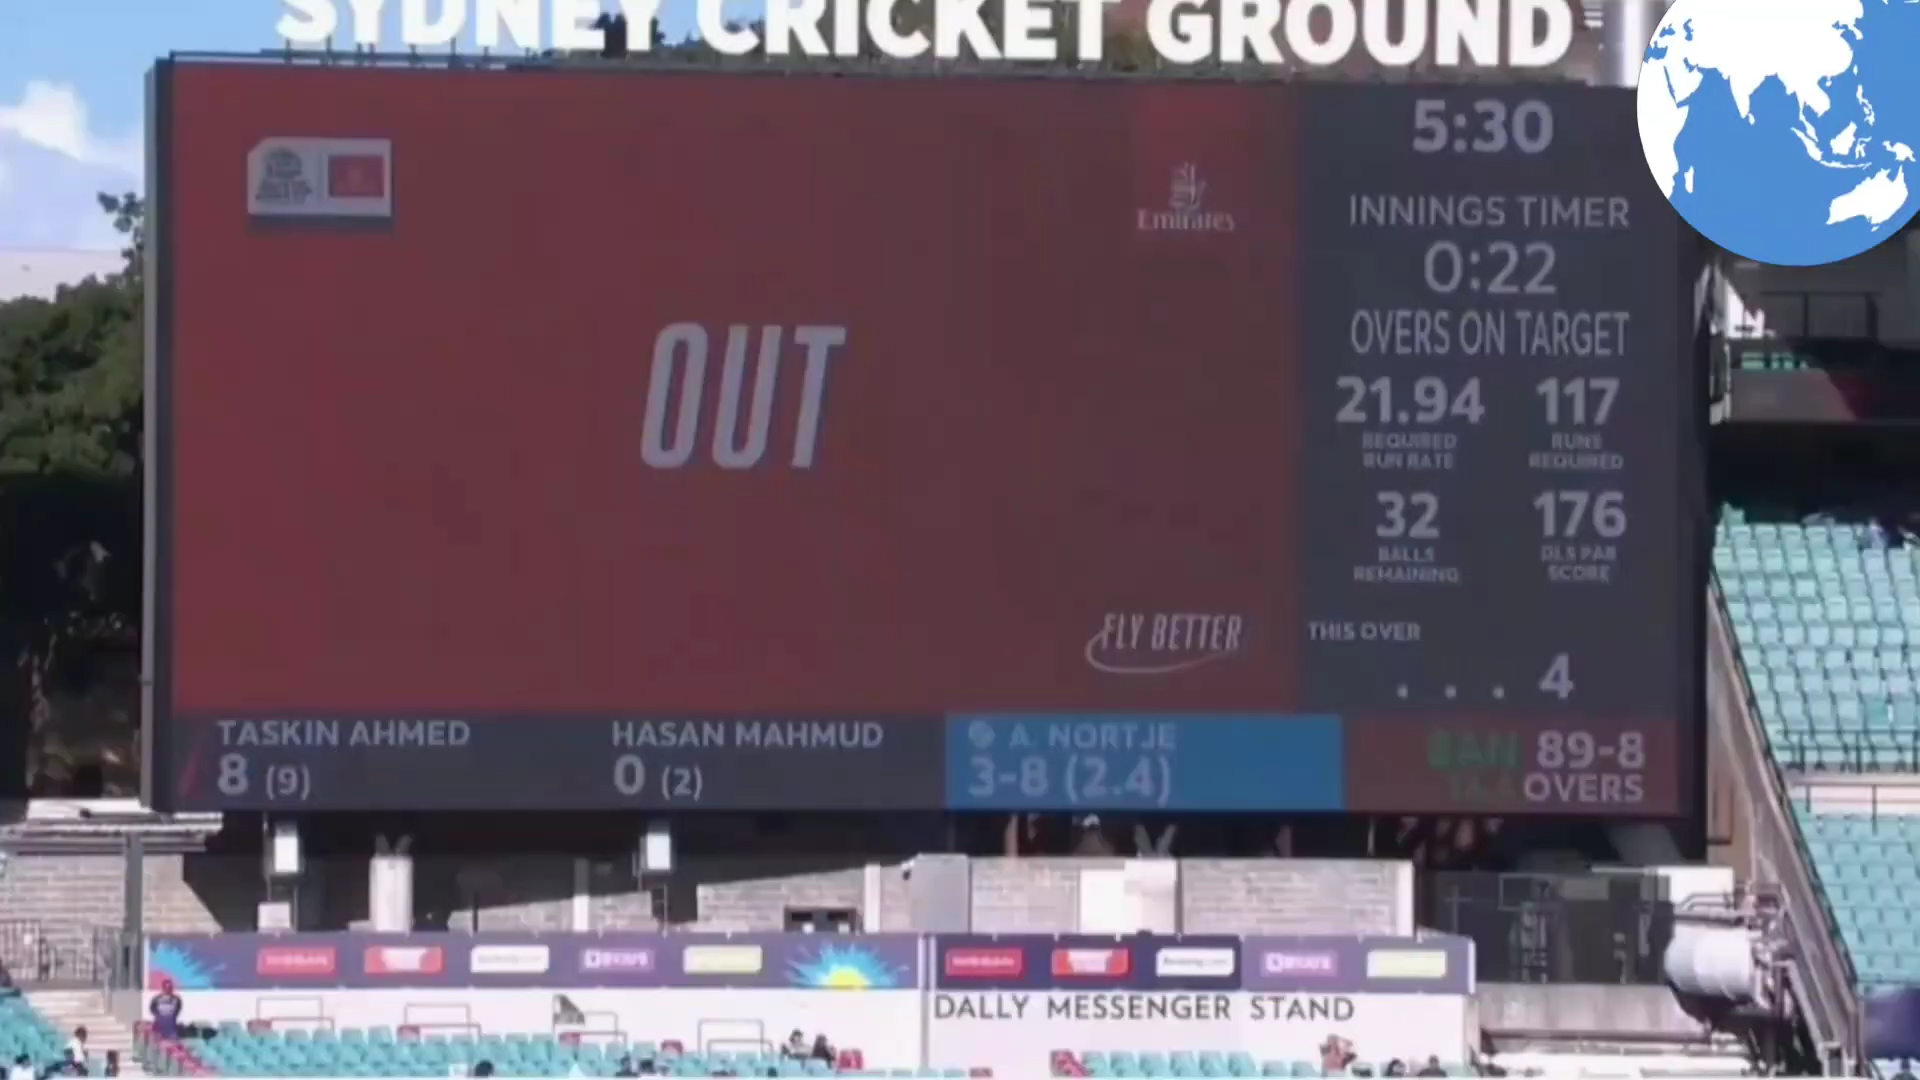 SYDNEY CRICKET GROUND
5:30
INNINGS TIMER
0:22
OVERS ON TARGET
21.94 117
REQUIRED RUNS
RUN RATE REQUIRED
32 176
BALLS DLS PAR
REMAINING SCORE
THIS OVER
. . . 4
Emirates
OUT
FLY BETTER
TASKIN AHMED
8 (9)
HASAN MAHMUD
0 (2)
A. NORTJE
3-8 (2.4)
BAN 89-8
OVERS
DALLY MESSENGER STAND